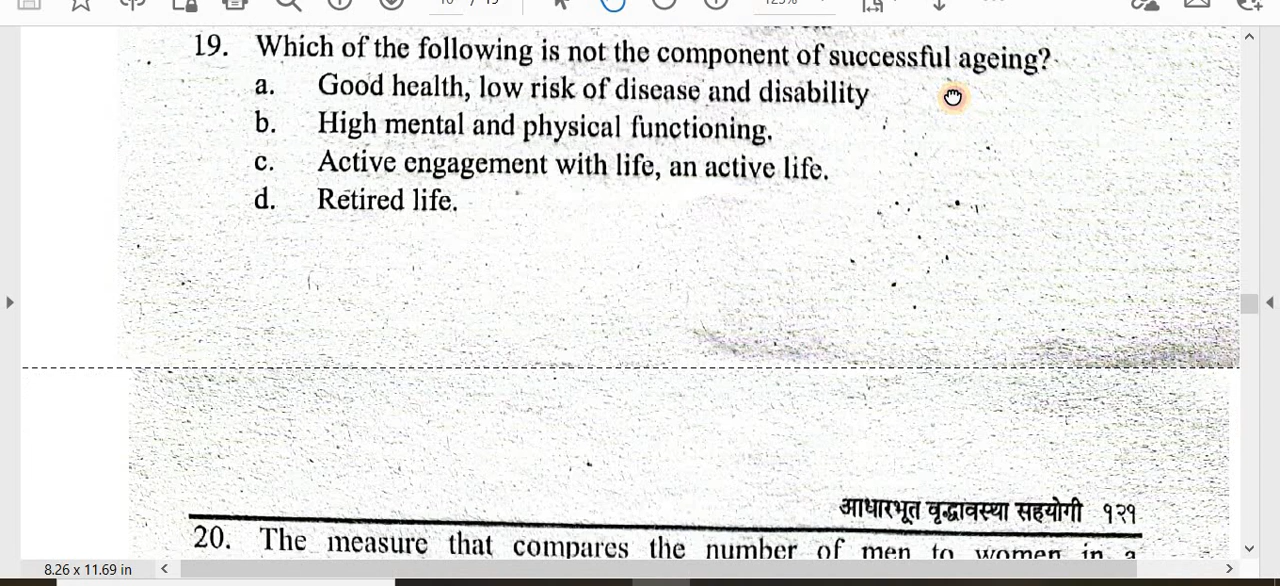 19. Which of the following is not the component of successful ageing?
a. Good health, low risk of disease and disability
b. High mental and physical functioning.
c. Active engagement with life, an active life.
d. Retired life.
आधारभूत वृद्धावस्था सहयोगी १२१
20. The measure that compares the number of men to women in a
8.26 x 11.69 in